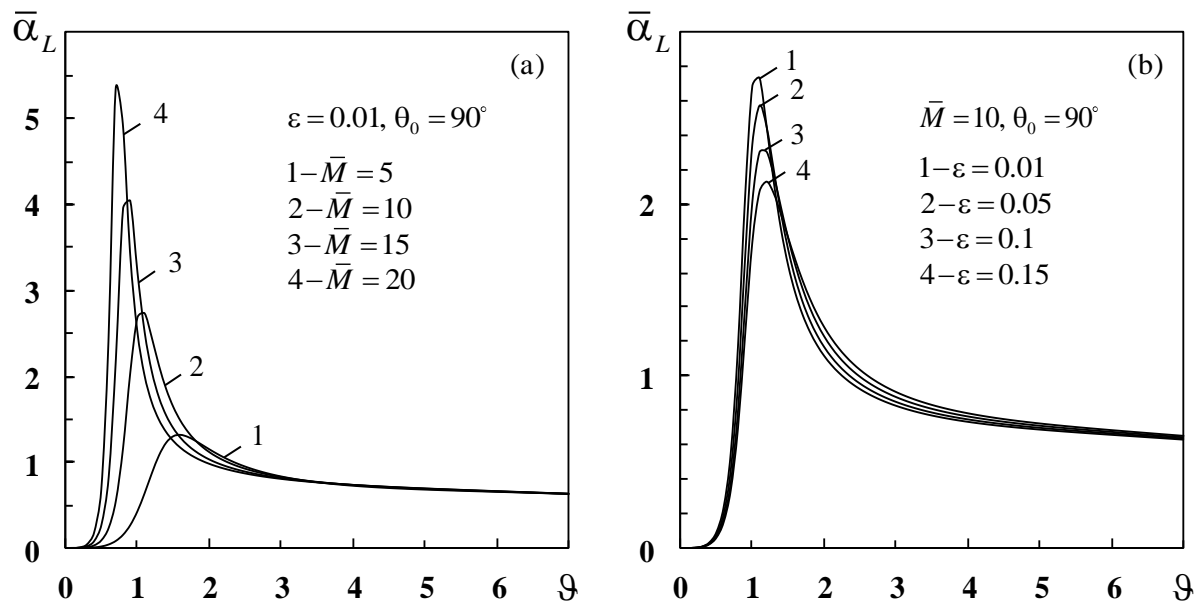 ᾱ_L
(a)
ε = 0.01, θ₀ = 90°
1–M̄ = 5
2–M̄ = 10
3–M̄ = 15
4–M̄ = 20
4
3
2
1
5
4
3
2
1
0
0 1 2 3 4 5 6 ϑ
ᾱ_L
(b)
M̄ = 10, θ₀ = 90°
1–ε = 0.01
2–ε = 0.05
3–ε = 0.1
4–ε = 0.15
1
2
3
4
2
1
0
0 1 2 3 4 5 6 ϑ